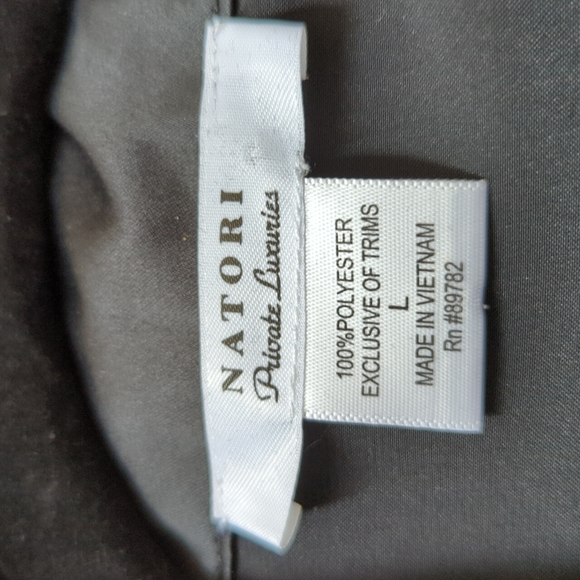 NATORI
Private Luxuries
100%POLYESTER
EXCLUSIVE OF TRIMS
L
MADE IN VIETNAM
Rn #89782